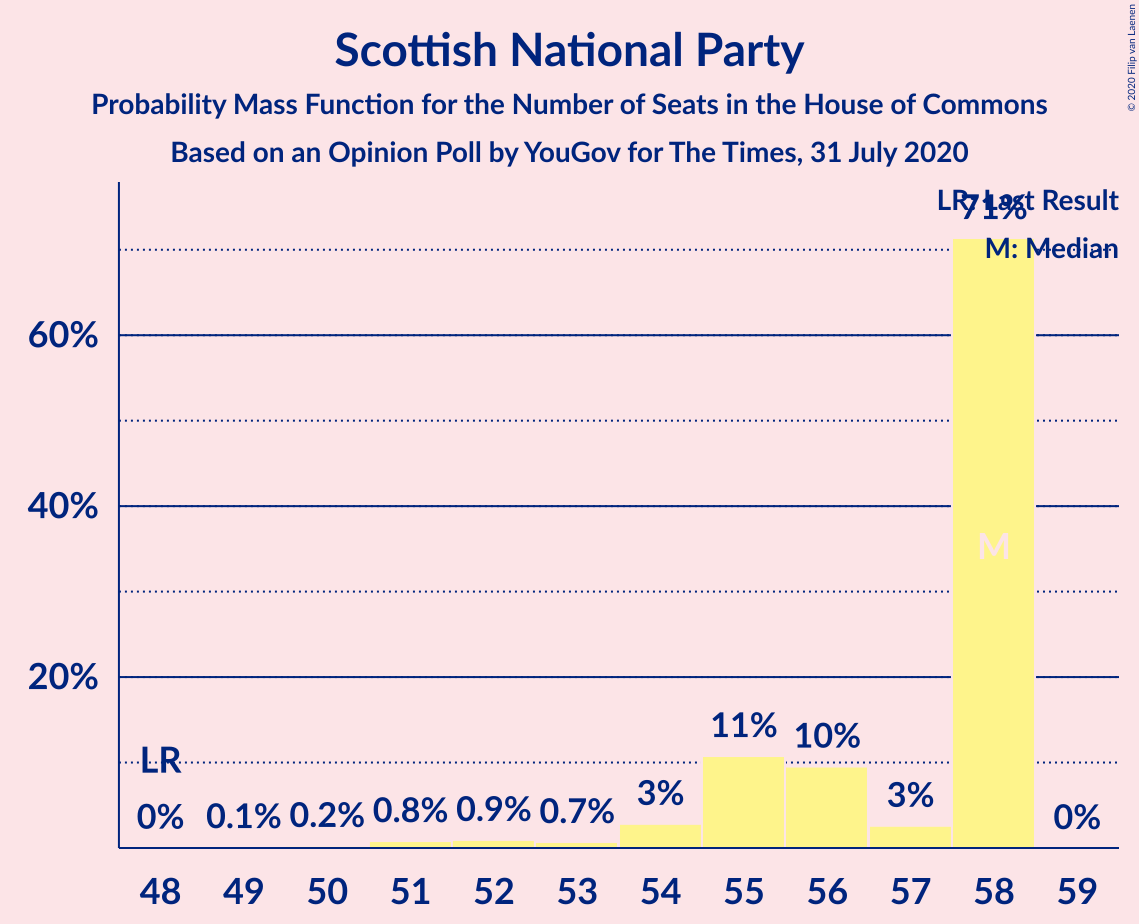 Scottish National Party
Probability Mass Function for the Number of Seats in the House of Commons
Based on an Opinion Poll by YouGov for The Times, 31 July 2020
© 2020 Filip van Laenen
LR: Last Result
71%
M: Median
60%
40%
M
20%
11%
10%
LR
3%
3%
0%
0.1%
0.2%
0.8%
0.9%
0.7%
0%
48 49 50 51 52 53 54 55 56 57 58 59